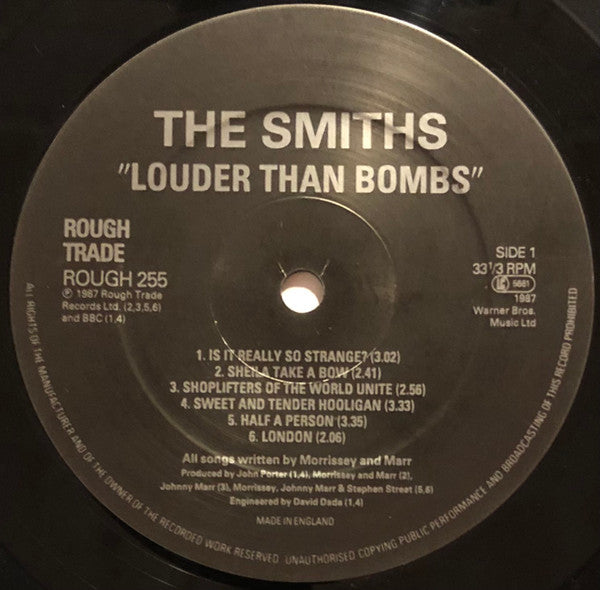 THE SMITHS
"LOUDER THAN BOMBS"
ROUGH
TRADE
ROUGH 255
℗ 1987 Rough Trade
Records Ltd. (2,3,5,6)
and BBC (1,4)
SIDE 1
33 1/3 RPM
LC 5661
1987
Warner Bros.
Music Ltd
1. IS IT REALLY SO STRANGE? (3.02)
2. SHEILA TAKE A BOW (2.41)
3. SHOPLIFTERS OF THE WORLD UNITE (2.56)
4. SWEET AND TENDER HOOLIGAN (3.33)
5. HALF A PERSON (3.35)
6. LONDON (2.06)
All songs written by Morrissey and Marr
Produced by John Porter (1,4), Morrissey and Marr (2),
Johnny Marr (3), Morrissey, Johnny Marr & Stephen Street (5,6)
Engineered by David Dada (1,4)
MADE IN ENGLAND
ALL RIGHTS OF THE MANUFACTURER AND OF THE OWNER OF THE RECORDED WORK RESERVED. UNAUTHORISED COPYING PUBLIC PERFORMANCE AND BROADCASTING OF THIS RECORD PROHIBITED